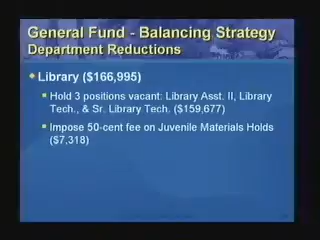 General Fund - Balancing Strategy
Department Reductions
Library ($166,995)
Hold 3 positions vacant: Library Asst. II, Library
Tech., & Sr. Library Tech. ($159,677)
Impose 50-cent fee on Juvenile Materials Holds
($7,318)